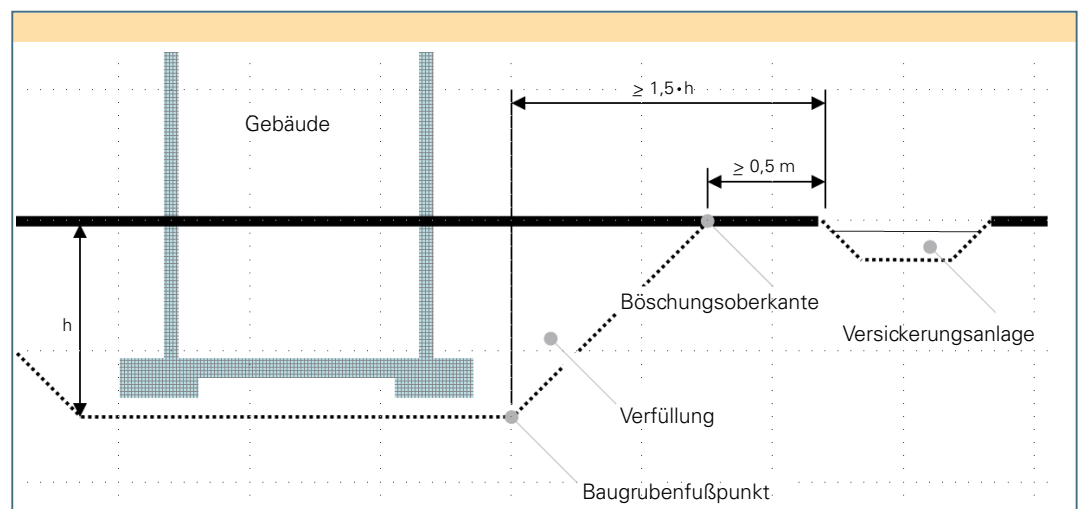 ≥ 1,5•h
Gebäude
≥ 0,5 m
Böschungsoberkante
h
Versickerungsanlage
Verfüllung
Baugrubenfußpunkt